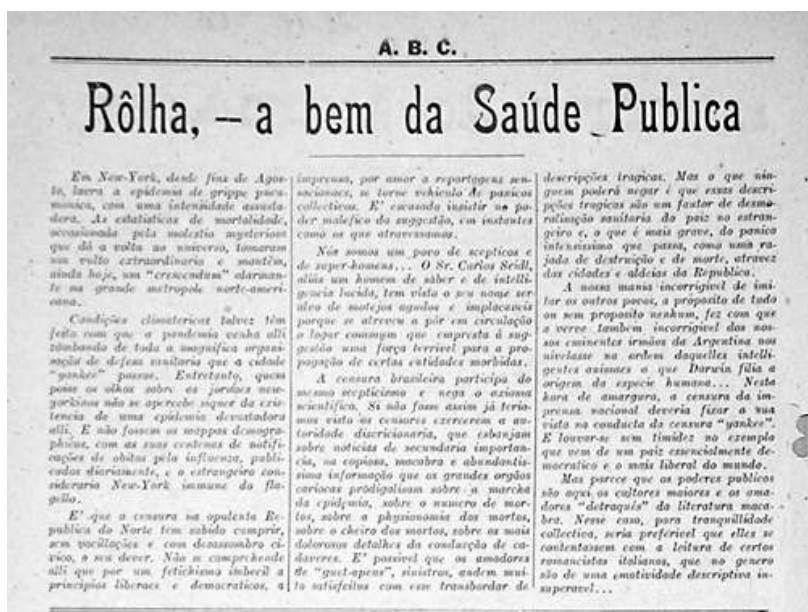 A. B. C.
Rôlha, – a bem da Saúde Publica
Em New-York, desde fins de Agos-
to, lavra a epidemia de grippe pneu-
monica, com uma intensidade assusta-
dora. As estatisticas de mortalidade,
occasionada pela molestia mysteriosa
que dá a volta ao universo, tomaram
um vulto extraordinario e mantêm,
ainda hoje, um "crescendum" alarman-
te na grande metropole norte-ameri-
cana.
Condições climatericas talvez têm
feito com que a pandemia venha alli
zombando de toda a magnifica organi-
sação de defesa sanitaria que a cidade
"yankee" possue. Entretanto, quem
poisa os olhos sobre os jornaes new-
yorkinos não se apercebe siquer da exis-
tencia de uma epidemia devastadora
alli. E não fossem os mappas demogra-
phicos, com as suas centenas de notifi-
cações de obitos pela influenza, publi-
cados diariamente, e o estrangeiro con-
sideraria New-York immune do fla-
gello.
E' que a censura na opulenta Re-
publica do Norte tem sabido cumprir,
sem vacillações e com desassombro ci-
vico, o seu dever. Não se comprehende
alli que por um fetichismo imbecil a
principios liberaes e democraticos, a
imprensa, por amor a reportagens sen-
sacionaes, se torne vehiculo de panicos
collectivos. E' escusado insistir no po-
der malefico da suggestão, em instantes
como os que atravessamos.
Nós somos um povo de scepticos e
de super-homens... O Sr. Carlos Seidl,
aliás um homem de saber e de intelli-
gencia lucida, tem visto o seu nome ser
alvo de motejos agudos e implacaveis
porque se atreveu a pôr em circulação
o logar commum que empresta á sug-
gestão uma força terrivel para a pro-
pagação de certas entidades morbidas.
A censura brasileira participa do
mesmo scepticismo e nega o axioma
scientifico. Si não fosse assim já teria-
mos visto os censores exercerem a au-
toridade discricionaria, que esbanjam
sobre noticias de secundaria importan-
cia, na copiosa, macabra e abundantis-
sima informação que os grandes orgãos
cariocas pródigalisam sobre a marcha
da epidemia, sobre o numero de mor-
tos, sobre a physionomia dos mortos,
sobre o cheiro dos mortos, sobre os mais
dolorosos detalhes da conducção de ca-
daveres. E' possivel que os amadores
de "guet-apens", sinistros, andem mui-
to satisfeitos com esse transbordar de
descripções tragicas. Mas o que nin-
guem poderá negar é que essas descri-
pções tragicas são um fautor de desmo-
ralisação sanitaria do paiz no estran-
geiro e, o que é mais grave, do panico
intensissimo que passa, como uma ra-
jada de destruição e de morte, atravez
das cidades e aldeias da Republica.
A nossa mania incorrigivel de imi-
tar os outros povos, a proposito de tudo
ou sem proposito nenhum, fez com que
a verve tambem incorrigivel dos nos-
sos eminentes irmãos da Argentina nos
nivelasse na ordem daquelles intelli-
gentes animaes a que Darwin filia a
origem da especie humana... Nesta
hora de amargura, a censura da im-
prensa nacional deveria fixar a sua
vista na conducta da censura "yankee".
E louvar-se sem timidez no exemplo
que vem de um paiz essencialmente de-
mocratico e o mais liberal do mundo.
Mas parece que os poderes publicos
são aqui os cultores maiores e os ama-
dores "detraqués" da literatura maca-
bra. Nesse caso, para tranquillidade
collectiva, seria preferivel que elles se
contentassem com a leitura de certos
romancistas italianos, que no genero
são de uma emotividade descriptiva in-
superavel...